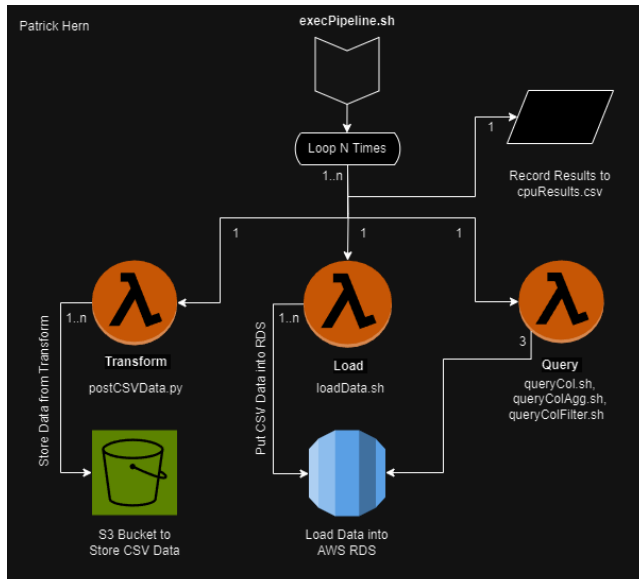 Patrick Hern
execPipeline.sh
Loop N Times
1..n
1
Record Results to
cpuResults.csv
1
1
1
1..n
1..n
3
Transform
postCSVData.py
Load
loadData.sh
Query
queryCol.sh,
queryColAgg.sh,
queryColFilter.sh
Store Data from Transform
Put CSV Data into RDS
S3 Bucket to
Store CSV Data
Load Data into
AWS RDS